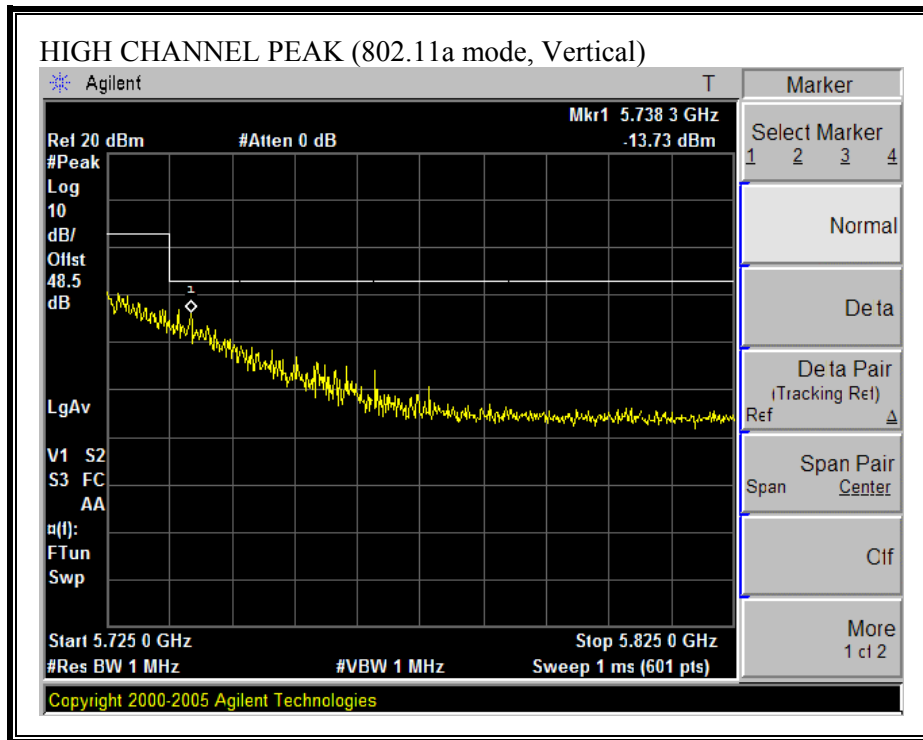 HIGH CHANNEL PEAK (802.11a mode, Vertical)
Agilent T
Marker
Mkr1 5.738 3 GHz
Ref 20 dBm #Atten 0 dB -13.73 dBm
#Peak
Log
10
dB/
Offst
48.5
dB
1
LgAv
V1 S2
S3 FC
AA
¤(f):
FTun
Swp
Start 5.725 0 GHz Stop 5.825 0 GHz
#Res BW 1 MHz #VBW 1 MHz Sweep 1 ms (601 pts)
Copyright 2000-2005 Agilent Technologies
Select Marker
1 2 3 4
Normal
De ta
De ta Pair
(Tracking Ref)
Ref Δ
Span Pair
Span Center
Off
More
1 of 2